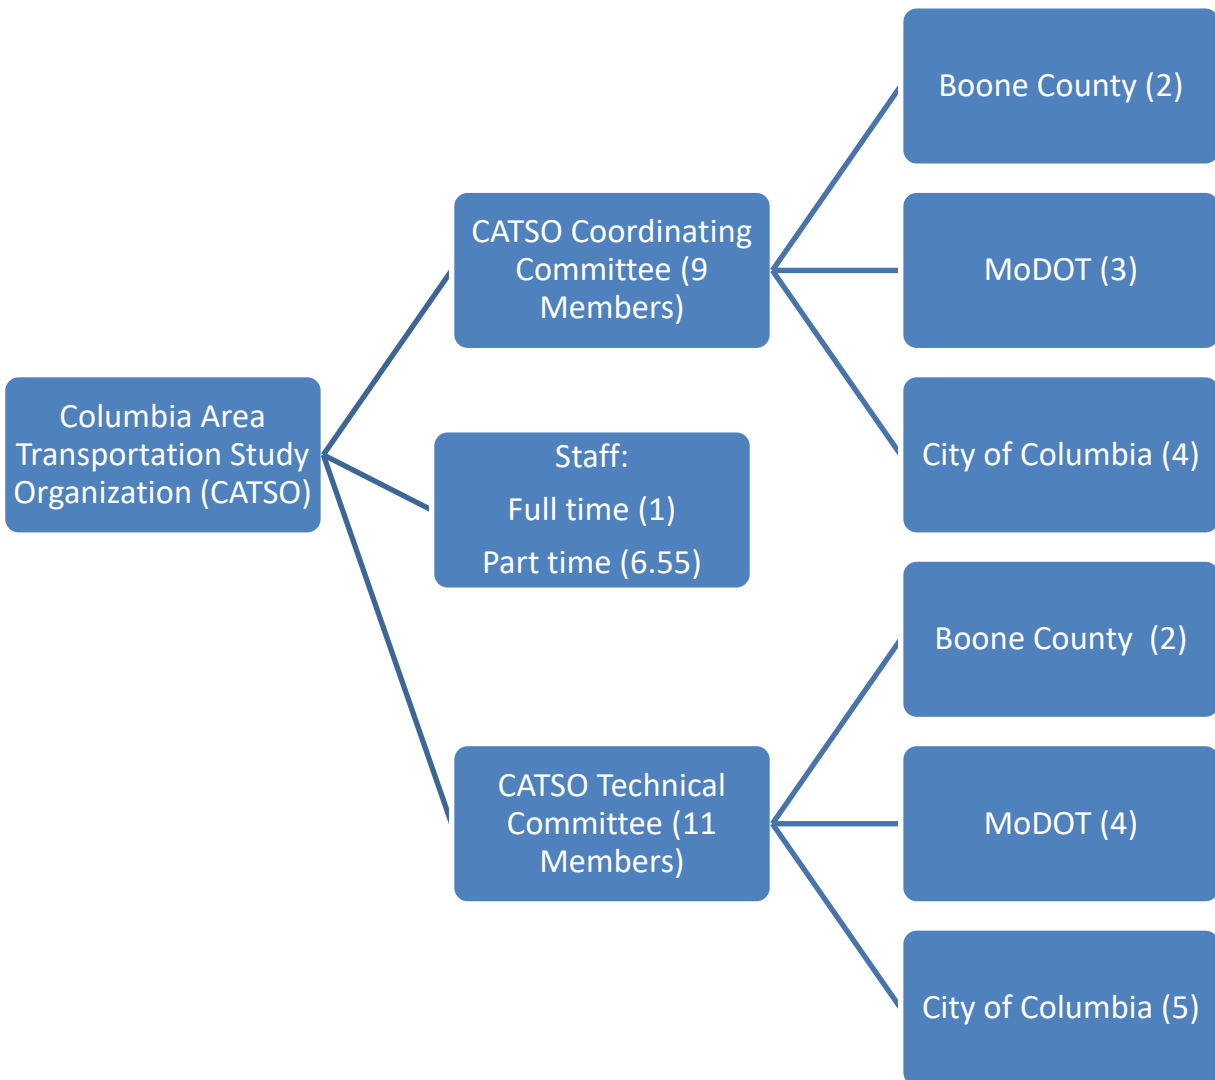 Columbia Area
Transportation Study
Organization (CATSO)
CATSO Coordinating
Committee (9
Members)
Boone County (2)
MoDOT (3)
City of Columbia (4)
Staff:
Full time (1)
Part time (6.55)
CATSO Technical
Committee (11
Members)
Boone County  (2)
MoDOT (4)
City of Columbia (5)